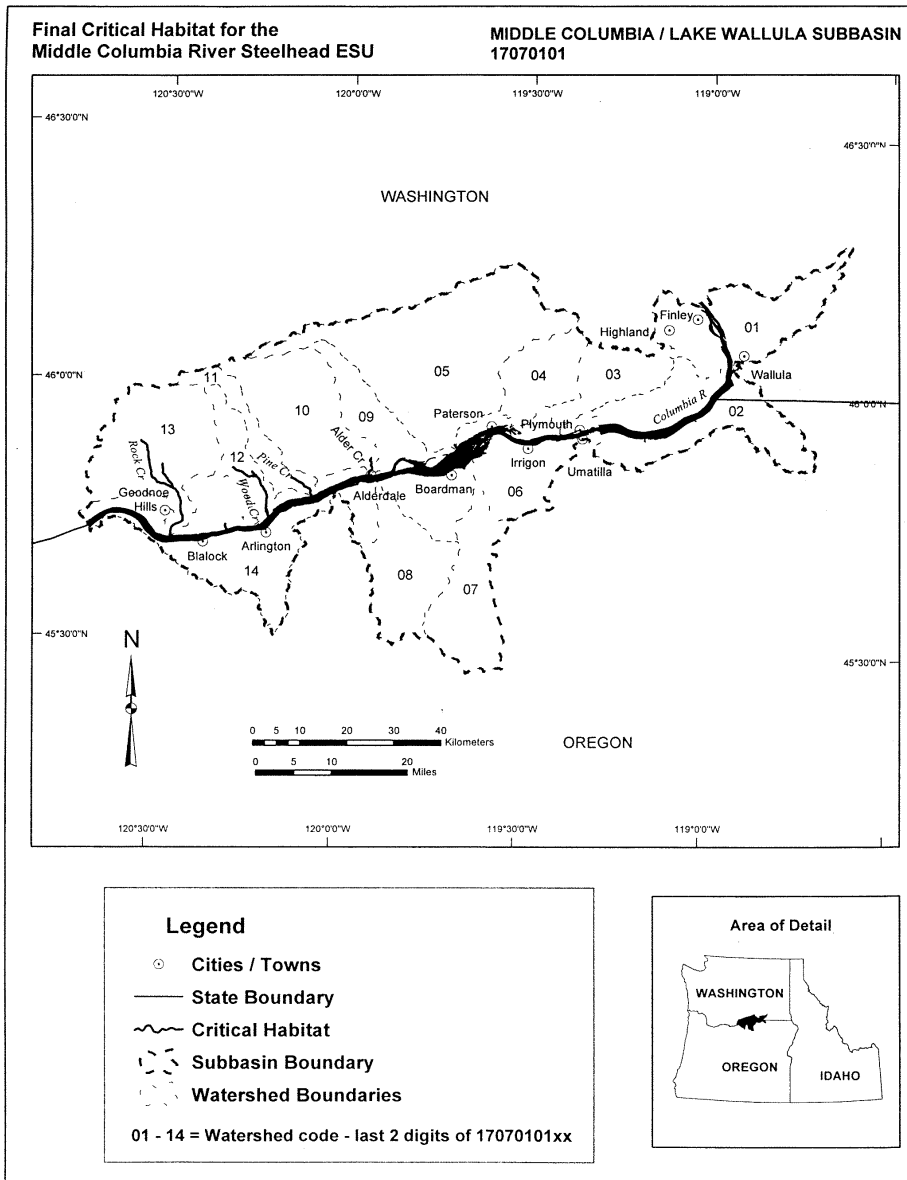 Final Critical Habitat for the
Middle Columbia River Steelhead ESU
MIDDLE COLUMBIA / LAKE WALLULA SUBBASIN
17070101
120°30'0"W
120°0'0"W
119°30'0"W
119°0'0"W
46°30'0"N
46°30'0"N
WASHINGTON
Finley
Highland
01
Wallula
46°0'0"N
46°0'0"N
05
04
03
11
10
09
13
12
Paterson
Plymouth
Columbia R
02
Rock Cr
Wood Cr
Pine Cr
Alder Cr
Goodnoe
Hills
Alderdale
Boardman
Irrigon
Umatilla
06
Blalock
Arlington
14
08
07
45°30'0"N
45°30'0"N
N
0 5 10 20 30 40
Kilometers
0 5 10 20
Miles
OREGON
120°30'0"W
120°0'0"W
119°30'0"W
119°0'0"W
Legend
Cities / Towns
State Boundary
Critical Habitat
Subbasin Boundary
Watershed Boundaries
01 - 14 = Watershed code - last 2 digits of 17070101xx
Area of Detail
WASHINGTON
OREGON
IDAHO